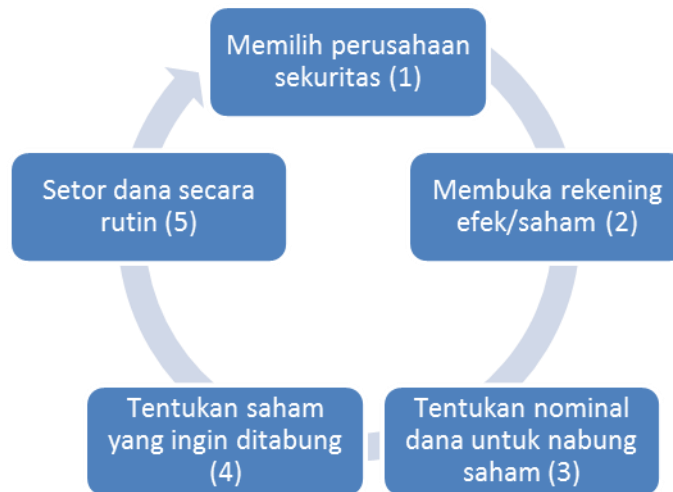 Memilih perusahaan
sekuritas (1)
Membuka rekening
efek/saham (2)
Tentukan nominal
dana untuk nabung
saham (3)
Tentukan saham
yang ingin ditabung
(4)
Setor dana secara
rutin (5)